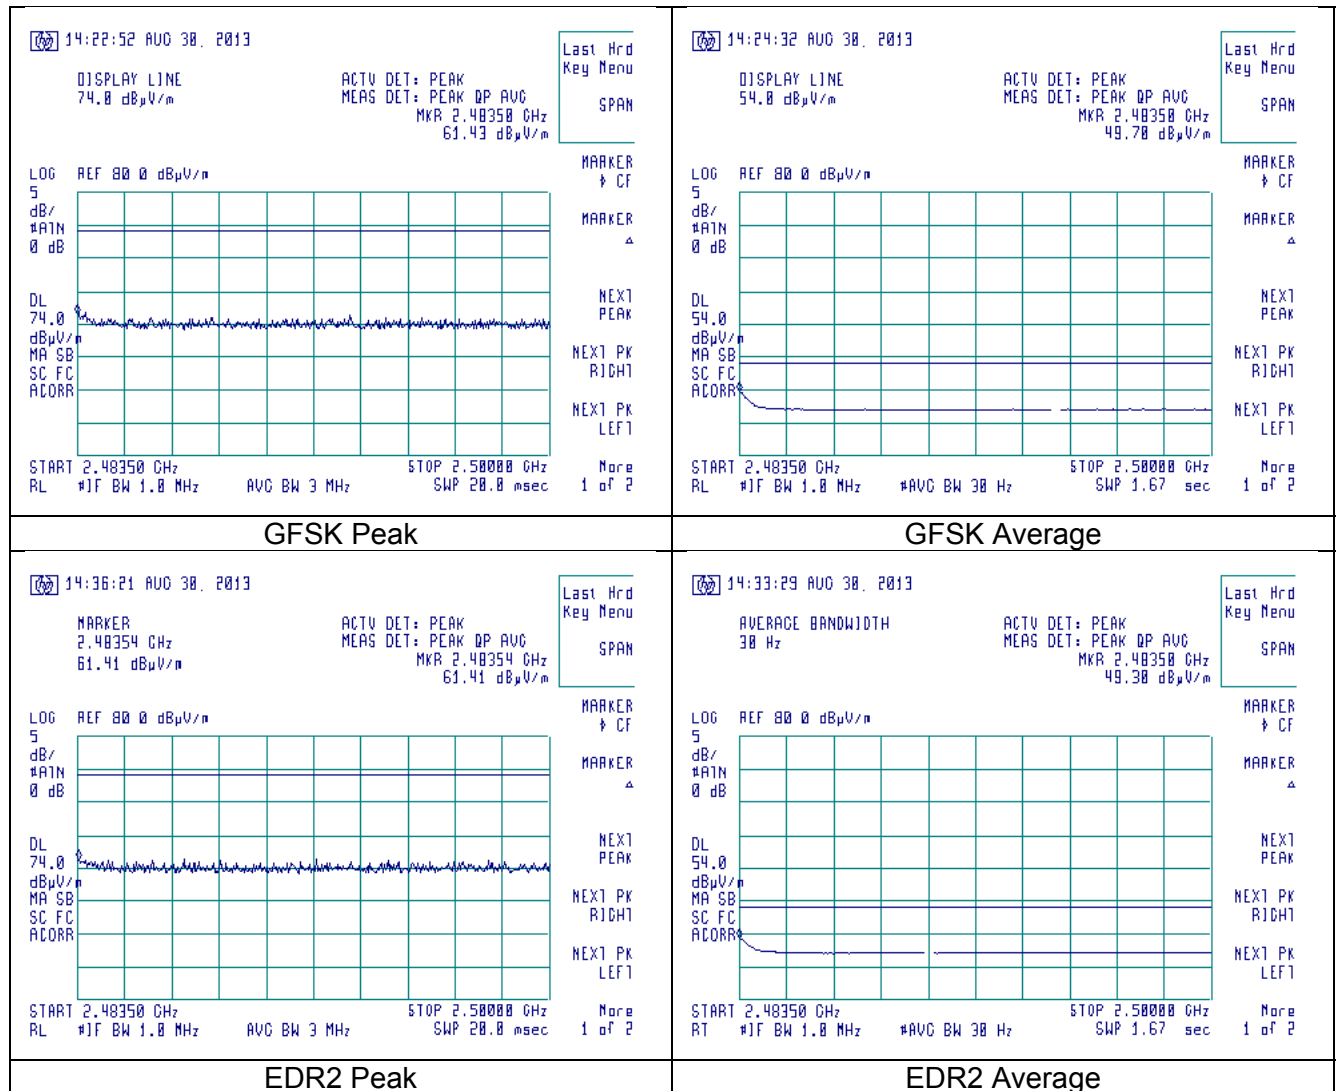 14:22:52 AUG 30, 2013
DISPLAY LINE
74.0 dBµV/m
ACTV DET: PEAK
MEAS DET: PEAK QP AVG
MKR 2.48350 GHz
61.43 dBµV/m
Last Hrd
Key Menu
SPAN
MARKER
CF
MARKER
NEXT
PEAK
NEXT PK
RIGHT
NEXT PK
LEFT
More
1 of 2
LOG REF 80.0 dBµV/m
5
dB/
#ATN
0 dB
DL
74.0
dBµV/m
MA SB
SC FC
ACORR
START 2.48350 GHz STOP 2.50000 GHz
RL #IF BW 1.0 MHz AVG BW 3 MHz SWP 20.0 msec
GFSK Peak
14:24:32 AUG 30, 2013
DISPLAY LINE
54.0 dBµV/m
ACTV DET: PEAK
MEAS DET: PEAK QP AVG
MKR 2.48350 GHz
49.70 dBµV/m
Last Hrd
Key Menu
SPAN
MARKER
CF
MARKER
NEXT
PEAK
NEXT PK
RIGHT
NEXT PK
LEFT
More
1 of 2
LOG REF 80.0 dBµV/m
5
dB/
#ATN
0 dB
DL
54.0
dBµV/m
MA SB
SC FC
ACORR
START 2.48350 GHz STOP 2.50000 GHz
RL #IF BW 1.0 MHz #AVG BW 30 Hz SWP 1.67 sec
GFSK Average
14:36:21 AUG 30, 2013
MARKER
2.48354 GHz
61.41 dBµV/m
ACTV DET: PEAK
MEAS DET: PEAK QP AVG
MKR 2.48354 GHz
61.41 dBµV/m
Last Hrd
Key Menu
SPAN
MARKER
CF
MARKER
NEXT
PEAK
NEXT PK
RIGHT
NEXT PK
LEFT
More
1 of 2
LOG REF 80.0 dBµV/m
5
dB/
#ATN
0 dB
DL
74.0
dBµV/m
MA SB
SC FC
ACORR
START 2.48350 GHz STOP 2.50000 GHz
RL #IF BW 1.0 MHz AVG BW 3 MHz SWP 20.0 msec
EDR2 Peak
14:33:29 AUG 30, 2013
AVERAGE BANDWIDTH
30 Hz
ACTV DET: PEAK
MEAS DET: PEAK QP AVG
MKR 2.48350 GHz
49.30 dBµV/m
Last Hrd
Key Menu
SPAN
MARKER
CF
MARKER
NEXT
PEAK
NEXT PK
RIGHT
NEXT PK
LEFT
More
1 of 2
LOG REF 80.0 dBµV/m
5
dB/
#ATN
0 dB
DL
54.0
dBµV/m
MA SB
SC FC
ACORR
START 2.48350 GHz STOP 2.50000 GHz
RT #IF BW 1.0 MHz #AVG BW 30 Hz SWP 1.67 sec
EDR2 Average